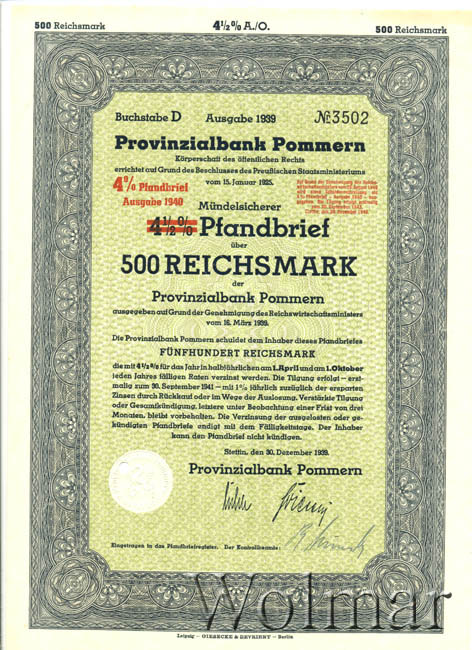 500 Reichsmark
4½% A./O.
500 Reichsmark
Buchstabe D Ausgabe 1939 № 3502
Provinzialbank Pommern
Körperschaft des öffentlichen Rechts
errichtet auf Grund des Beschlusses des Preußischen Staatsministeriums
vom 15. Januar 1925.
4% Pfandbrief
Ausgabe 1940
Mündelsicherer
4½% Pfandbrief
über
500 REICHSMARK
der
Provinzialbank Pommern
ausgegeben auf Grund der Genehmigung des Reichswirtschaftsministers
vom 16. März 1939.
Die Provinzialbank Pommern schuldet dem Inhaber dieses Pfandbriefes
FÜNFHUNDERT REICHSMARK
die mit 4½% für das Jahr in halbjährlichen am 1. April und am 1. Oktober
jeden Jahres fälligen Raten verzinst werden. Die Tilgung erfolgt – erst-
malig zum 30. September 1941 – mit 1% jährlich zuzüglich der ersparten
Zinsen durch Rückkauf oder im Wege der Auslosung. Verstärkte Tilgung
oder Gesamtkündigung, letztere unter Beobachtung einer Frist von drei
Monaten, bleibt vorbehalten. Die Verzinsung der ausgelosten oder ge-
kündigten Pfandbriefe endigt mit dem Fälligkeitstage. Der Inhaber
kann den Pfandbrief nicht kündigen.
Stettin, den 30. Dezember 1939.
Provinzialbank Pommern
Eingetragen in das Pfandbriefregister. Der Kontrollbeamte:
Wolmar
Leipzig – GIESECKE & DEVRIENT – Berlin